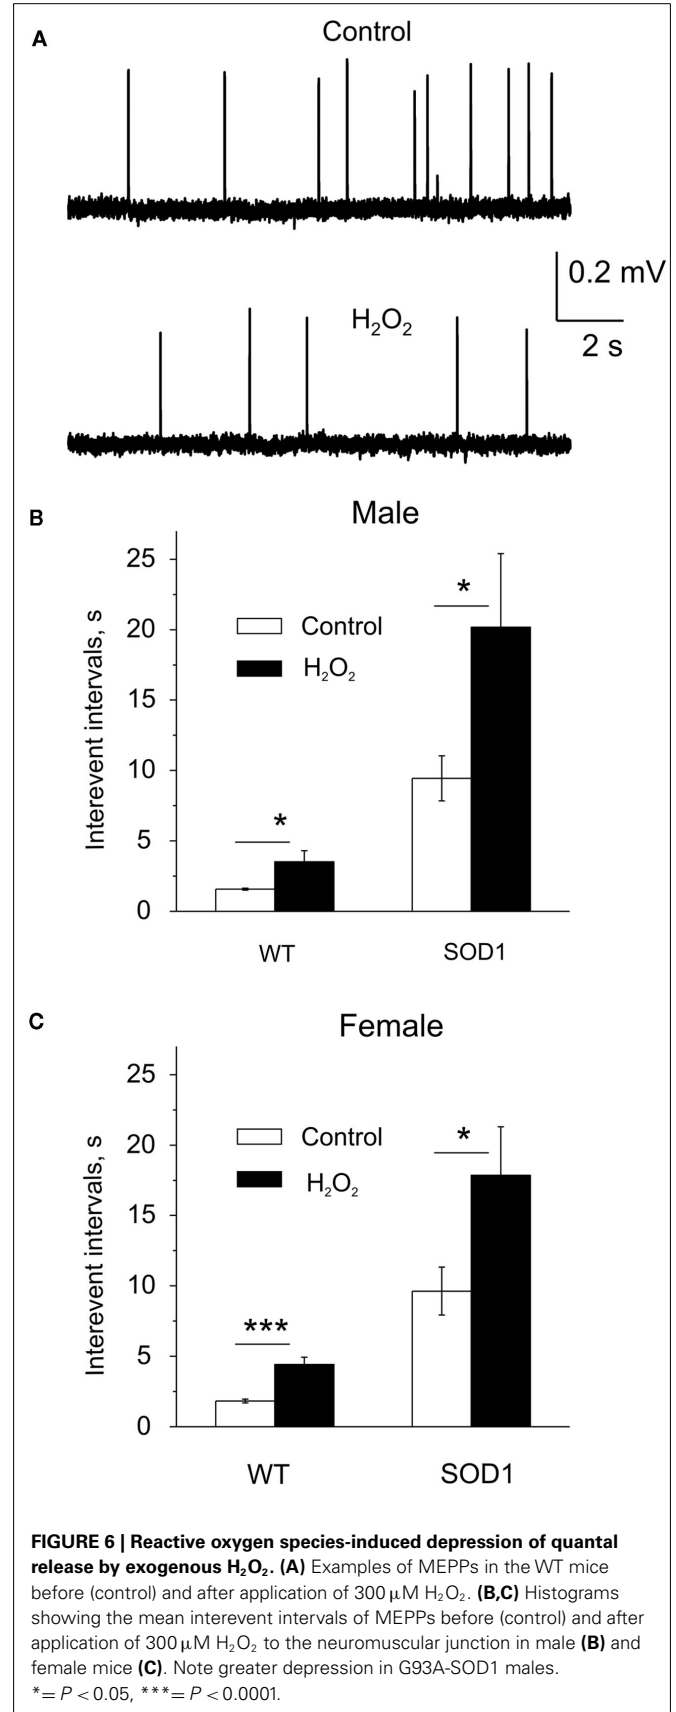 A
Control
0.2 mV
2 s
H₂O₂
B
Male
25
20
15
10
5
0
Interevent intervals, s
Control
H₂O₂
*
*
WT
SOD1
C
Female
25
20
15
10
5
0
Interevent intervals, s
Control
H₂O₂
***
*
WT
SOD1
FIGURE 6 | Reactive oxygen species-induced depression of quantal
release by exogenous H₂O₂. (A) Examples of MEPPs in the WT mice
before (control) and after application of 300 μM H₂O₂. (B,C) Histograms
showing the mean interevent intervals of MEPPs before (control) and after
application of 300 μM H₂O₂ to the neuromuscular junction in male (B) and
female mice (C). Note greater depression in G93A-SOD1 males.
*= P < 0.05, ***= P < 0.0001.